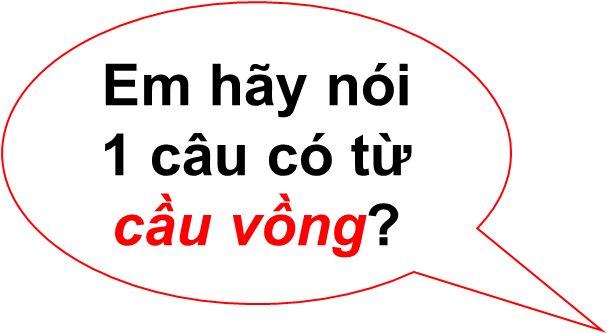 Em hãy nói
1 câu có từ
cầu vồng?